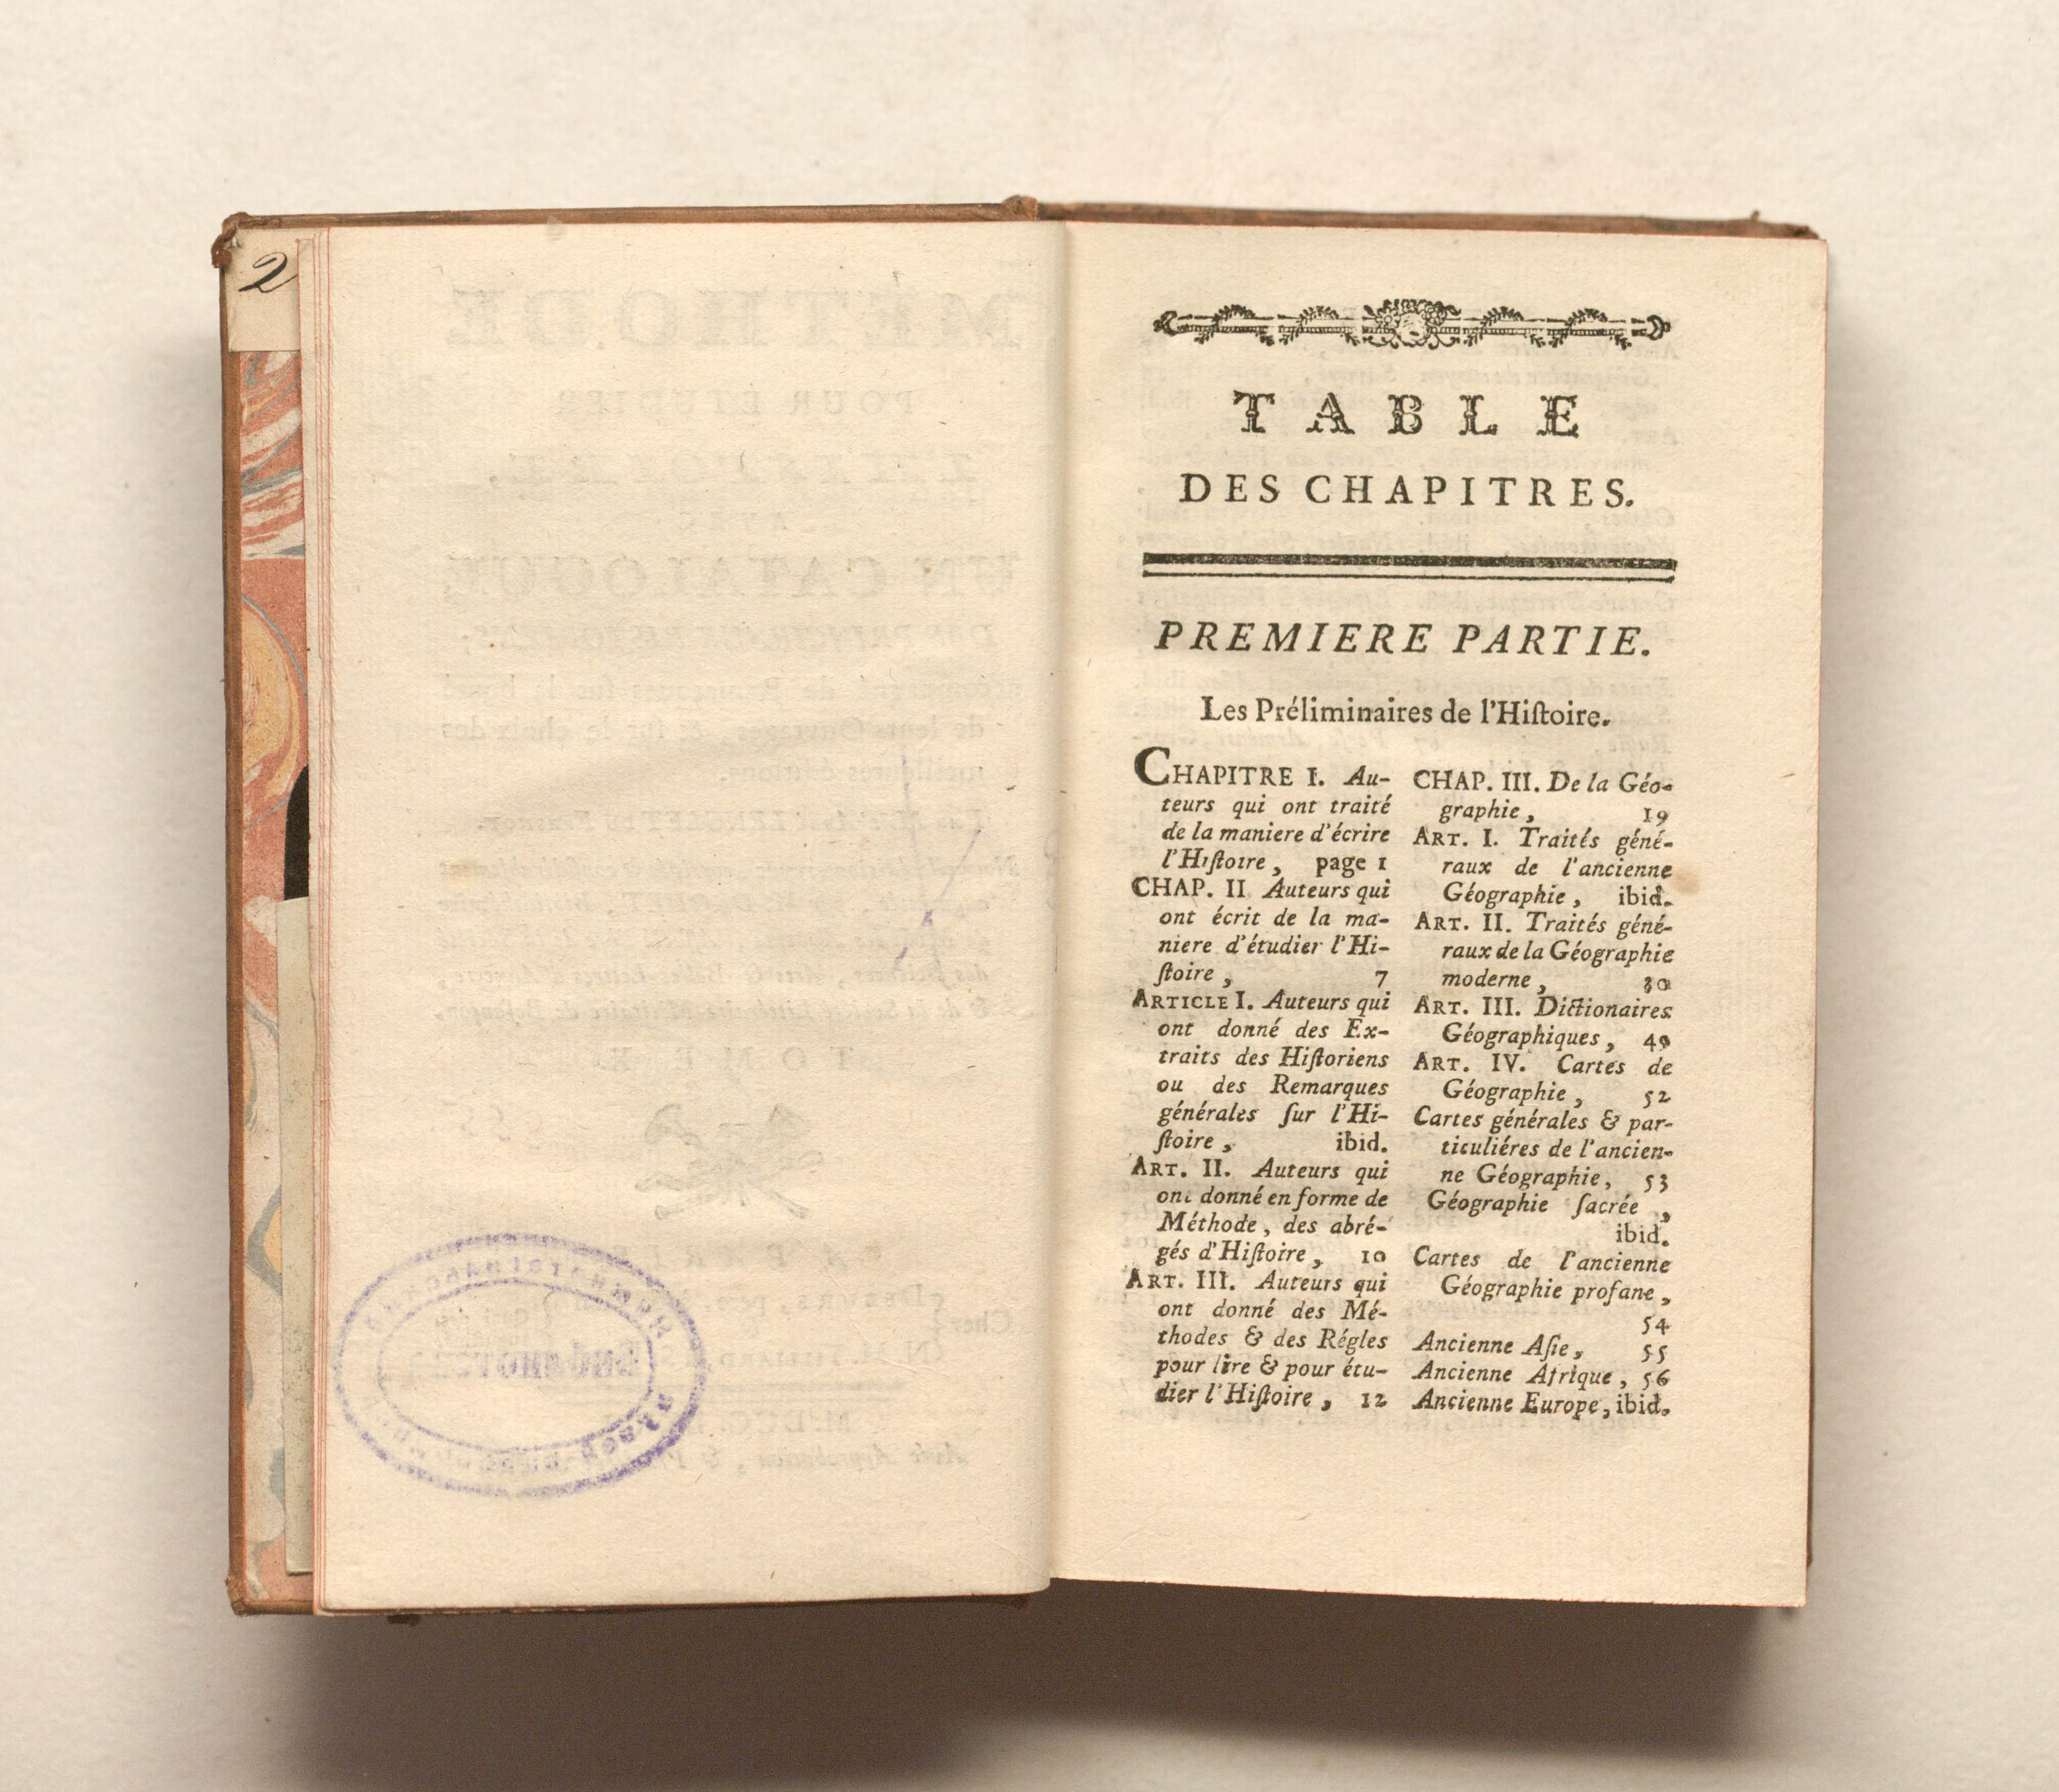 2
TABLE
DES CHAPITRES.
PREMIERE PARTIE.
Les Préliminaires de l'Hiſtoire.
CHAPITRE I. Au-
teurs qui ont traité
de la maniere d'écrire
l'Hiſtoire, page 1
CHAP. II Auteurs qui
ont écrit de la ma-
niere d'étudier l'Hi-
ſtoire, 7
ARTICLE I. Auteurs qui
ont donné des Ex-
traits des Hiſtoriens
ou des Remarques
générales ſur l'Hi-
ſtoire, ibid.
ART. II. Auteurs qui
ont donné en forme de
Méthode, des abré-
gés d'Hiſtoire, 10
ART. III. Auteurs qui
ont donné des Mé-
thodes & des Régles
pour lire & pour étu-
dier l'Hiſtoire, 12
CHAP. III. De la Géo-
graphie, 19
ART. I. Traités géné-
raux de l'ancienne
Géographie, ibid.
ART. II. Traités géné-
raux de la Géographie
moderne, 30
ART. III. Dictionaires
Géographiques, 49
ART. IV. Cartes de
Géographie, 52
Cartes générales & par-
ticuliéres de l'ancien-
ne Géographie, 53
Géographie ſacrée,
ibid.
Cartes de l'ancienne
Géographie profane,
54
Ancienne Aſie, 55
Ancienne Afrique, 56
Ancienne Europe, ibid.